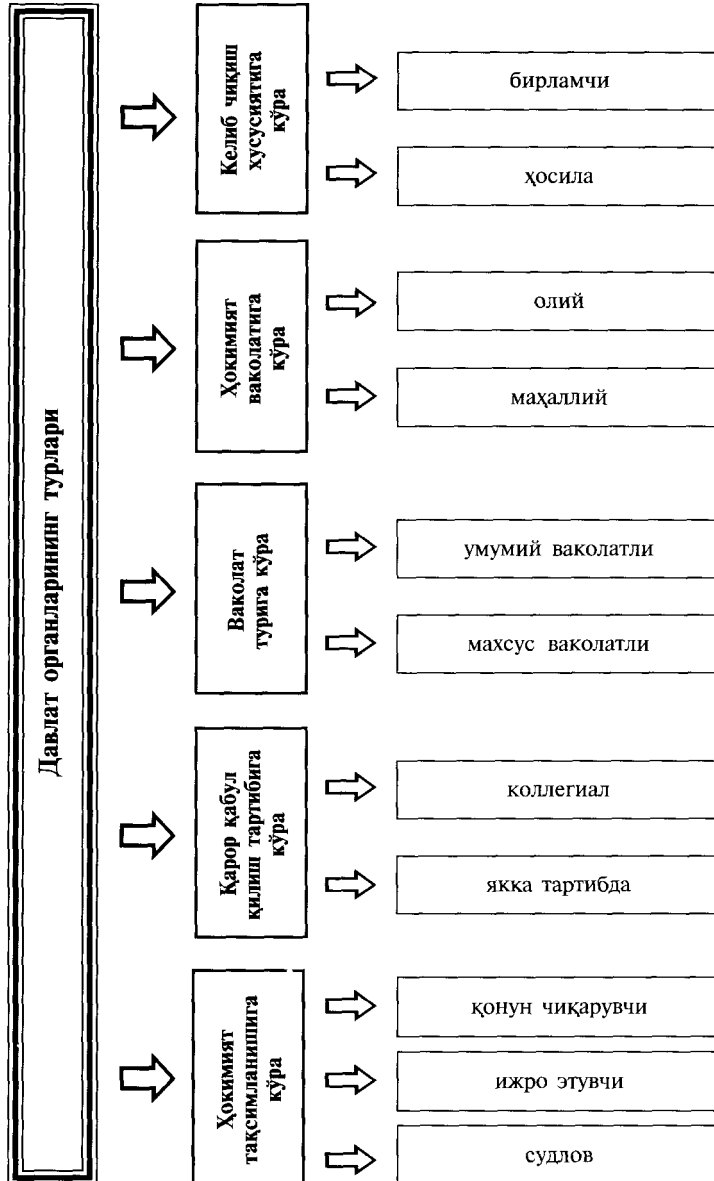 Давлат органларининг турлари
Келиб чиқиш
хусусиятига
кўра
бирламчи
ҳосила
Ҳокимият
ваколатига
кўра
олий
маҳаллий
Ваколат
турига кўра
умумий ваколатли
махсус ваколатли
Қарор қабул
қилиш тартибига
кўра
коллегиал
якка тартибда
Ҳокимият
тақсимланишига
кўра
қонун чиқарувчи
ижро этувчи
судлов